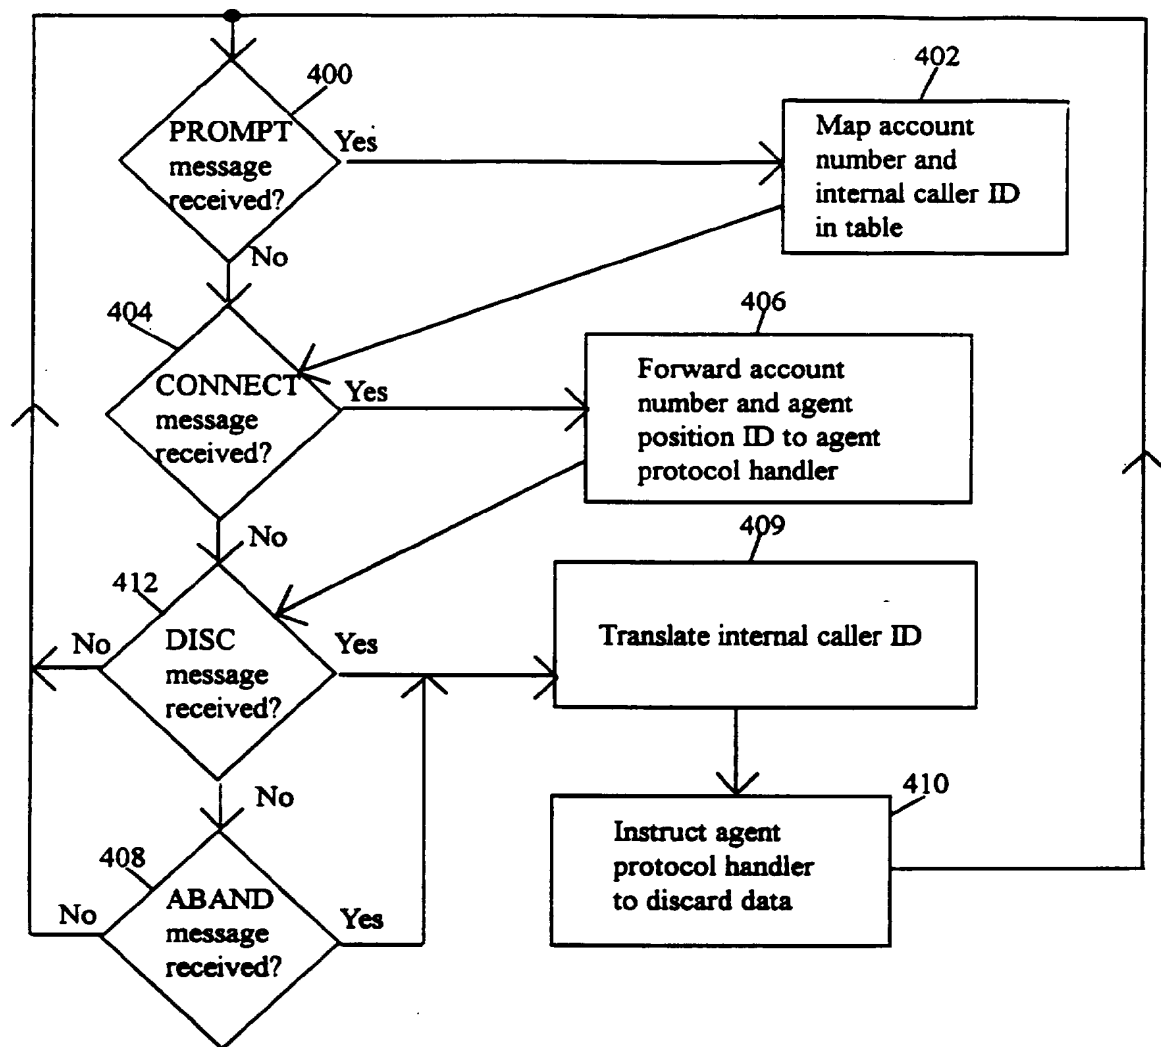 400
PROMPT
message
received?
Yes
No
402
Map account
number and
internal caller ID
in table
404
CONNECT
message
received?
Yes
No
406
Forward account
number and agent
position ID to agent
protocol handler
412
DISC
message
received?
No
Yes
No
409
Translate internal caller ID
410
Instruct agent
protocol handler
to discard data
408
ABAND
message
received?
No
Yes